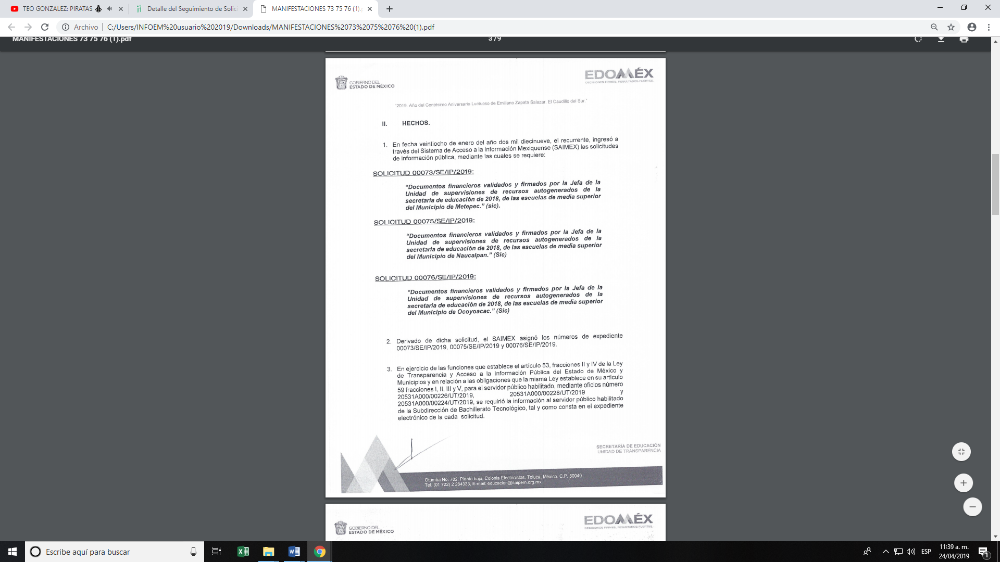 TEO GONZALEZ: PIRATAS
Detalle del Seguimiento de Solici
MANIFESTACIONES 73 75 76 (1).p
Archivo
C:/Users/INFOEM%20usuario%202019/Downloads/MANIFESTACIONES%2073%2075%2076%20(1).pdf
MANIFESTACIONES 73 75 76 (1).pdf
3 / 9
GOBIERNO DEL
ESTADO DE MÉXICO
EDOMÉX
DECISIONES FIRMES, RESULTADOS FUERTES.
"2019. Año del Centésimo Aniversario Luctuoso de Emiliano Zapata Salazar. El Caudillo del Sur."
II. HECHOS.
1. En fecha veintiocho de enero del año dos mil diecinueve, el recurrente, ingresó a
través del Sistema de Acceso a la Información Mexiquense (SAIMEX) las solicitudes
de información pública, mediante las cuales se requiere:
SOLICITUD 00073/SE/IP/2019:
"Documentos financieros validados y firmados por la Jefa de la
Unidad de supervisiones de recursos autogenerados de la
secretaria de educación de 2018, de las escuelas de media superior
del Municipio de Metepec." (sic).
SOLICITUD 00075/SE/IP/2019:
"Documentos financieros validados y firmados por la Jefa de la
Unidad de supervisiones de recursos autogenerados de la
secretaria de educación de 2018, de las escuelas de media superior
del Municipio de Naucalpan." (Sic)
SOLICITUD 00076/SE/IP/2019:
"Documentos financieros validados y firmados por la Jefa de la
Unidad de supervisiones de recursos autogenerados de la
secretaria de educación de 2018, de las escuelas de media superior
del Municipio de Ocoyoacac." (Sic)
2. Derivado de dicha solicitud, el SAIMEX asignó los números de expediente
00073/SE/IP/2019, 00075/SE/IP/2019 y 00076/SE/IP/2019.
3. En ejercicio de las funciones que establece el artículo 53, fracciones II y IV de la Ley
de Transparencia y Acceso a la Información Pública del Estado de México y
Municipios y en relación a las obligaciones que la misma Ley establece en su artículo
59 fracciones I, II, III y V, para el servidor público habilitado, mediante oficios número
20531A000/00226/UT/2019, 20531A000/00228/UT/2019 y
20531A000/00224/UT/2019, se requirió la información al servidor público habilitado
de la Subdirección de Bachillerato Tecnológico, tal y como consta en el expediente
electrónico de la cada solicitud.
SECRETARÍA DE EDUCACIÓN
UNIDAD DE TRANSPARENCIA
Otumba No. 782, Planta baja, Colonia Electricistas, Toluca, México. C.P. 50040
Tel. (01 722) 2 264333, E-mail: educacion@itaipem.org.mx
GOBIERNO DEL
ESTADO DE MÉXICO
EDOMÉX
DECISIONES FIRMES, RESULTADOS FUERTES.
Escribe aquí para buscar
ESP
11:39 a. m.
24/04/2019
1